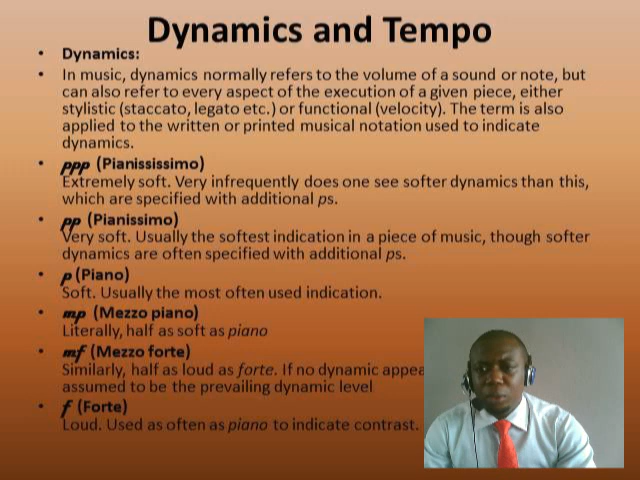 Dynamics and Tempo
• Dynamics:
• In music, dynamics normally refers to the volume of a sound or note, but
can also refer to every aspect of the execution of a given piece, either
stylistic (staccato, legato etc.) or functional (velocity). The term is also
applied to the written or printed musical notation used to indicate
dynamics.
• ppp (Pianississimo)
Extremely soft. Very infrequently does one see softer dynamics than this,
which are specified with additional ps.
• pp (Pianissimo)
Very soft. Usually the softest indication in a piece of music, though softer
dynamics are often specified with additional ps.
• p (Piano)
Soft. Usually the most often used indication.
• mp (Mezzo piano)
Literally, half as soft as piano
• mf (Mezzo forte)
Similarly, half as loud as forte. If no dynamic
assumed to be the prevailing dynamic level
• f (Forte)
Loud. Used as often as piano to indicate contrast.